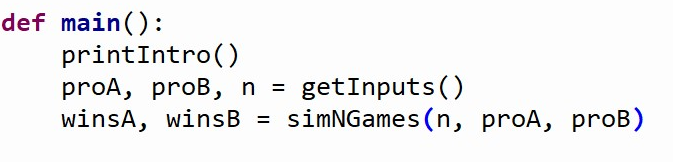 def main():
    printIntro()
    proA, proB, n = getInputs()
    winsA, winsB = simNGames(n, proA, proB)